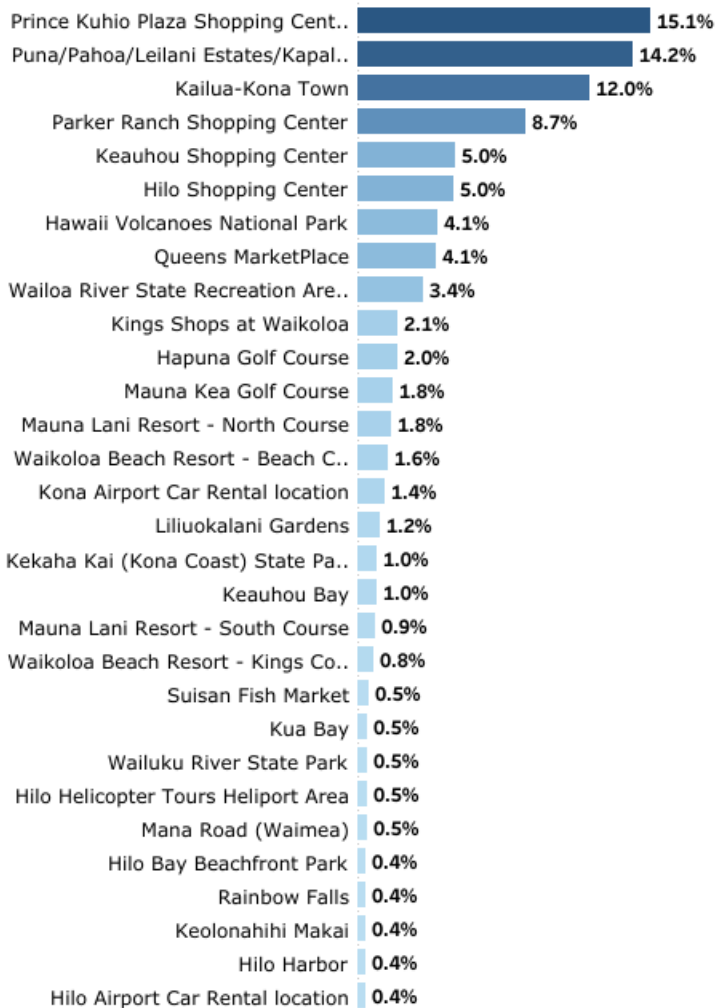 Prince Kuhio Plaza Shopping Cent.. 15.1%
Puna/Pahoa/Leilani Estates/Kapal.. 14.2%
Kailua-Kona Town 12.0%
Parker Ranch Shopping Center 8.7%
Keauhou Shopping Center 5.0%
Hilo Shopping Center 5.0%
Hawaii Volcanoes National Park 4.1%
Queens MarketPlace 4.1%
Wailoa River State Recreation Are.. 3.4%
Kings Shops at Waikoloa 2.1%
Hapuna Golf Course 2.0%
Mauna Kea Golf Course 1.8%
Mauna Lani Resort - North Course 1.8%
Waikoloa Beach Resort - Beach C.. 1.6%
Kona Airport Car Rental location 1.4%
Liliuokalani Gardens 1.2%
Kekaha Kai (Kona Coast) State Pa.. 1.0%
Keauhou Bay 1.0%
Mauna Lani Resort - South Course 0.9%
Waikoloa Beach Resort - Kings Co.. 0.8%
Suisan Fish Market 0.5%
Kua Bay 0.5%
Wailuku River State Park 0.5%
Hilo Helicopter Tours Heliport Area 0.5%
Mana Road (Waimea) 0.5%
Hilo Bay Beachfront Park 0.4%
Rainbow Falls 0.4%
Keolonahihi Makai 0.4%
Hilo Harbor 0.4%
Hilo Airport Car Rental location 0.4%